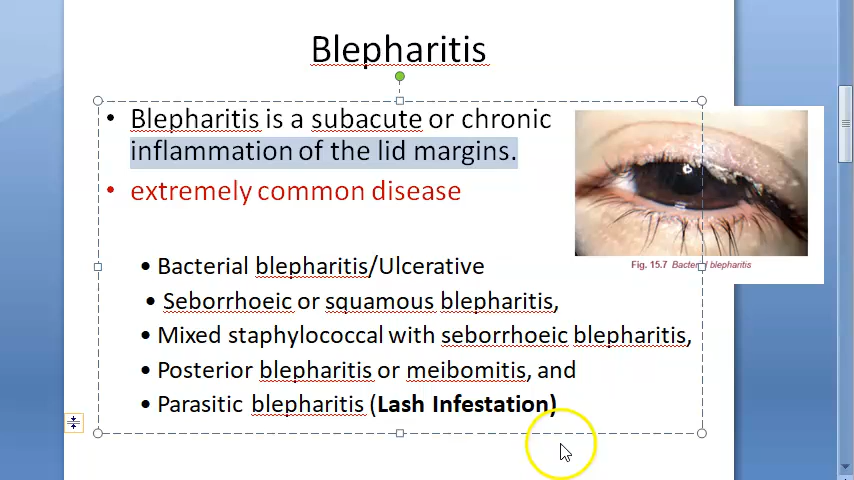 Blepharitis
• Blepharitis is a subacute or chronic
inflammation of the lid margins.
• extremely common disease
Fig. 15.7 Bacterial blepharitis
• Bacterial blepharitis/Ulcerative
• Seborrhoeic or squamous blepharitis,
• Mixed staphylococcal with seborrhoeic blepharitis,
• Posterior blepharitis or meibomitis, and
• Parasitic blepharitis (Lash Infestation)